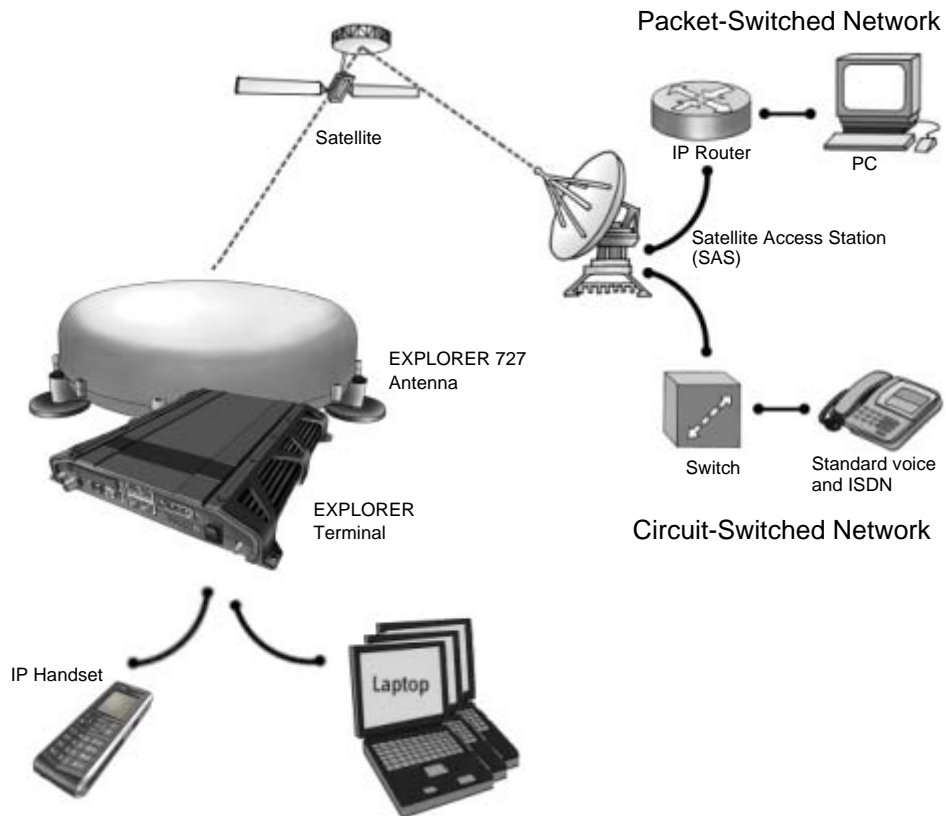 Packet-Switched Network
Satellite
IP Router
PC
Satellite Access Station
(SAS)
EXPLORER 727
Antenna
Switch
Standard voice
and ISDN
EXPLORER
Terminal
Circuit-Switched Network
IP Handset
Laptop